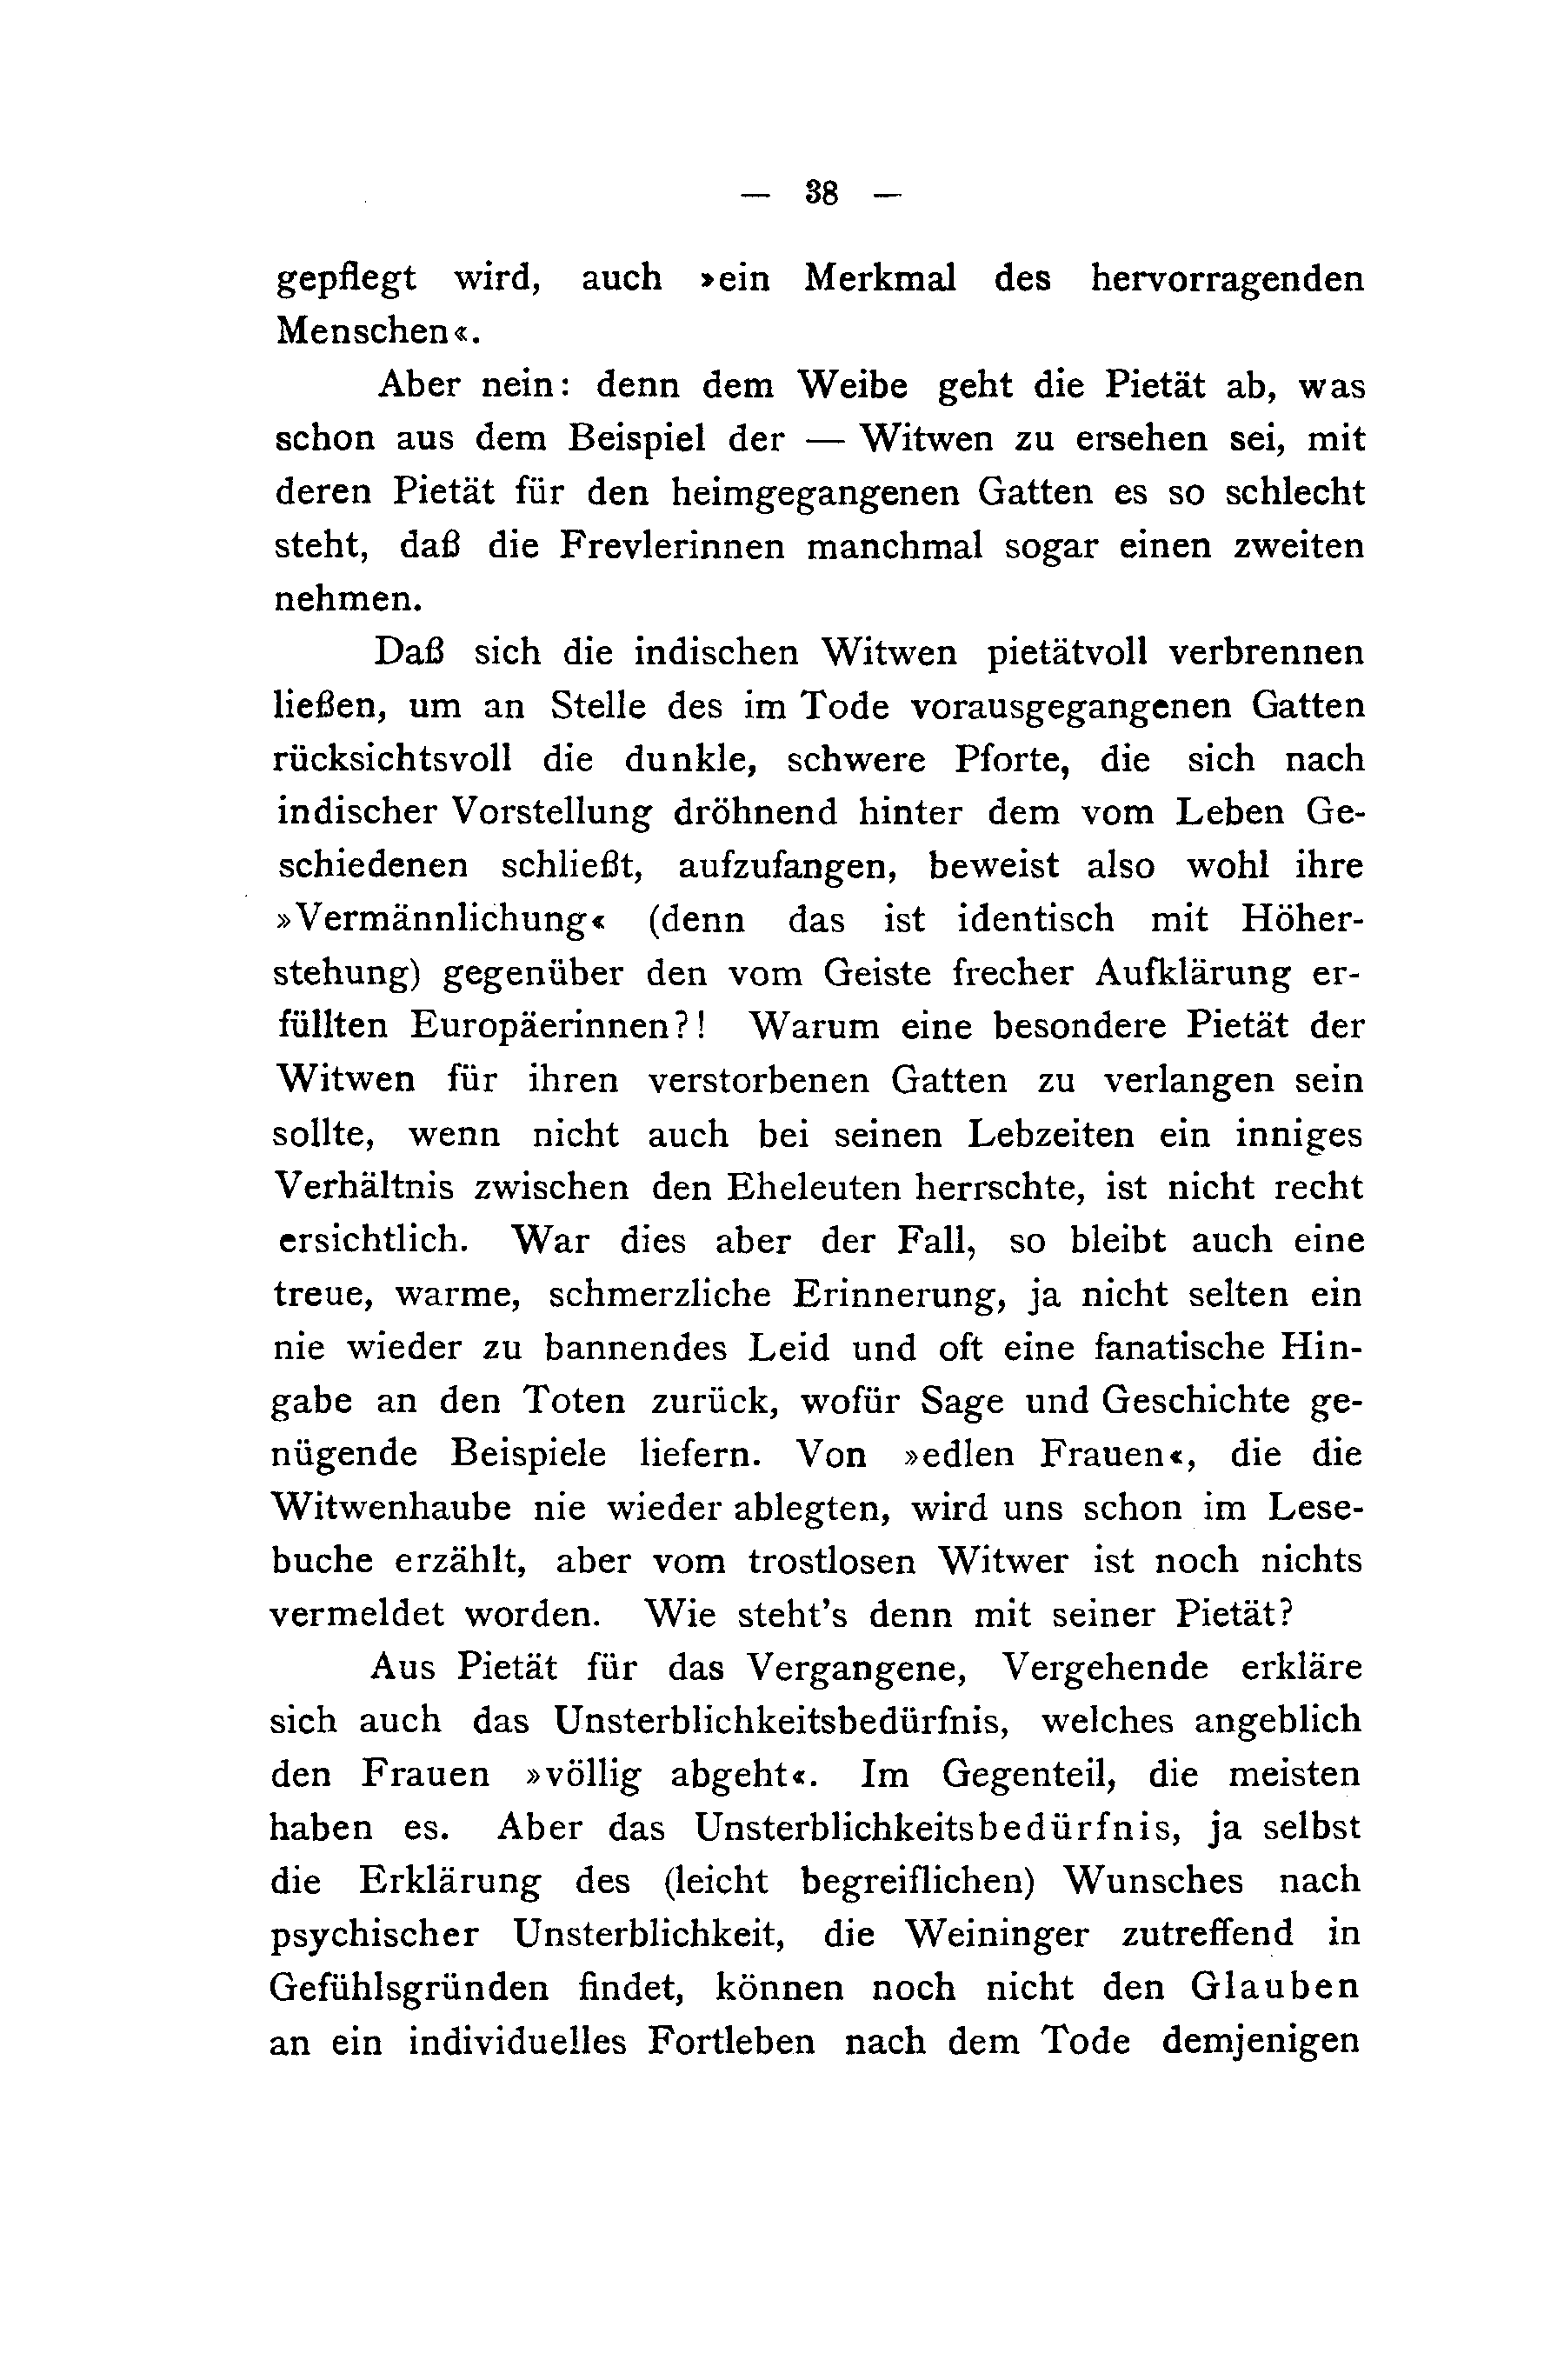 — 38 —
gepflegt wird, auch »ein Merkmal des hervorragenden
Menschen«.
Aber nein: denn dem Weibe geht die Pietät ab, was
schon aus dem Beispiel der — Witwen zu ersehen sei, mit
deren Pietät für den heimgegangenen Gatten es so schlecht
steht, daß die Frevlerinnen manchmal sogar einen zweiten
nehmen.
Daß sich die indischen Witwen pietätvoll verbrennen
ließen, um an Stelle des im Tode vorausgegangenen Gatten
rücksichtsvoll die dunkle, schwere Pforte, die sich nach
indischer Vorstellung dröhnend hinter dem vom Leben Ge-
schiedenen schließt, aufzufangen, beweist also wohl ihre
»Vermännlichung« (denn das ist identisch mit Höher-
stehung) gegenüber den vom Geiste frecher Aufklärung er-
füllten Europäerinnen?! Warum eine besondere Pietät der
Witwen für ihren verstorbenen Gatten zu verlangen sein
sollte, wenn nicht auch bei seinen Lebzeiten ein inniges
Verhältnis zwischen den Eheleuten herrschte, ist nicht recht
ersichtlich. War dies aber der Fall, so bleibt auch eine
treue, warme, schmerzliche Erinnerung, ja nicht selten ein
nie wieder zu bannendes Leid und oft eine fanatische Hin-
gabe an den Toten zurück, wofür Sage und Geschichte ge-
nügende Beispiele liefern. Von »edlen Frauen«, die die
Witwenhaube nie wieder ablegten, wird uns schon im Lese-
buche erzählt, aber vom trostlosen Witwer ist noch nichts
vermeldet worden. Wie steht's denn mit seiner Pietät?
Aus Pietät für das Vergangene, Vergehende erkläre
sich auch das Unsterblichkeitsbedürfnis, welches angeblich
den Frauen »völlig abgeht«. Im Gegenteil, die meisten
haben es. Aber das Unsterblichkeitsbedürfnis, ja selbst
die Erklärung des (leicht begreiflichen) Wunsches nach
psychischer Unsterblichkeit, die Weininger zutreffend in
Gefühlsgründen findet, können noch nicht den Glauben
an ein individuelles Fortleben nach dem Tode demjenigen